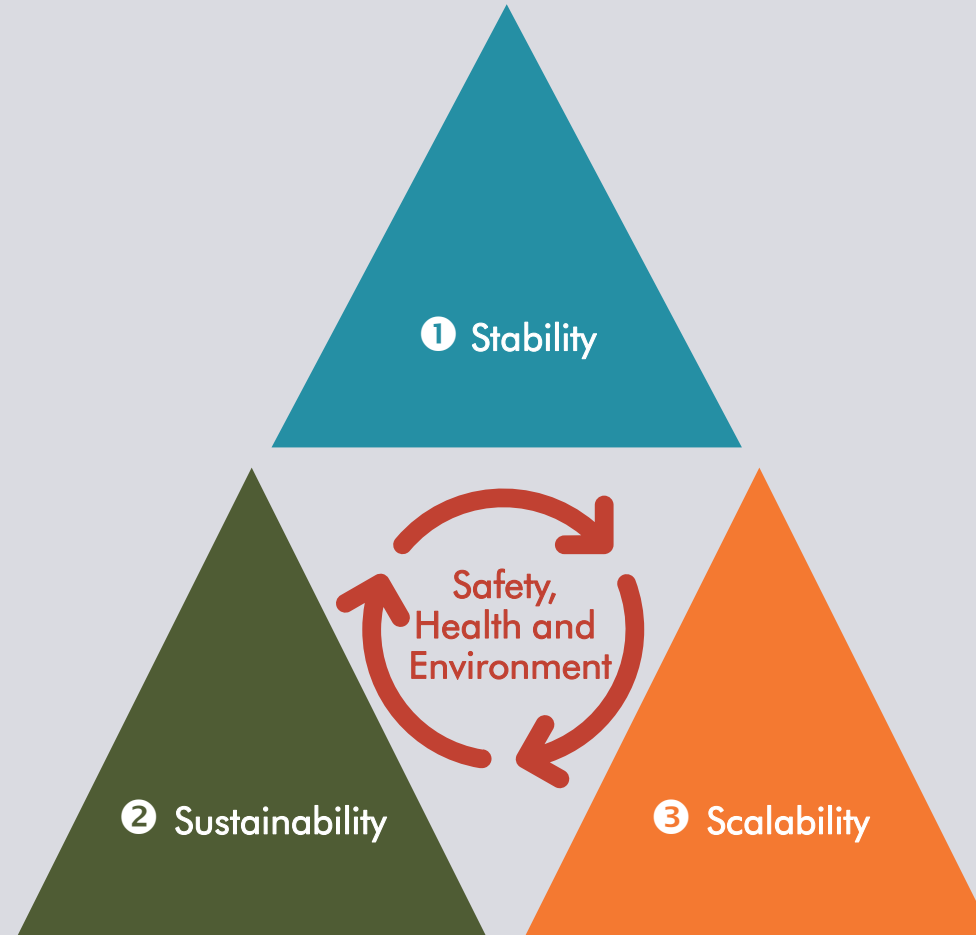 ❶ Stability
Safety,
Health and
Environment
❷ Sustainability
❸ Scalability